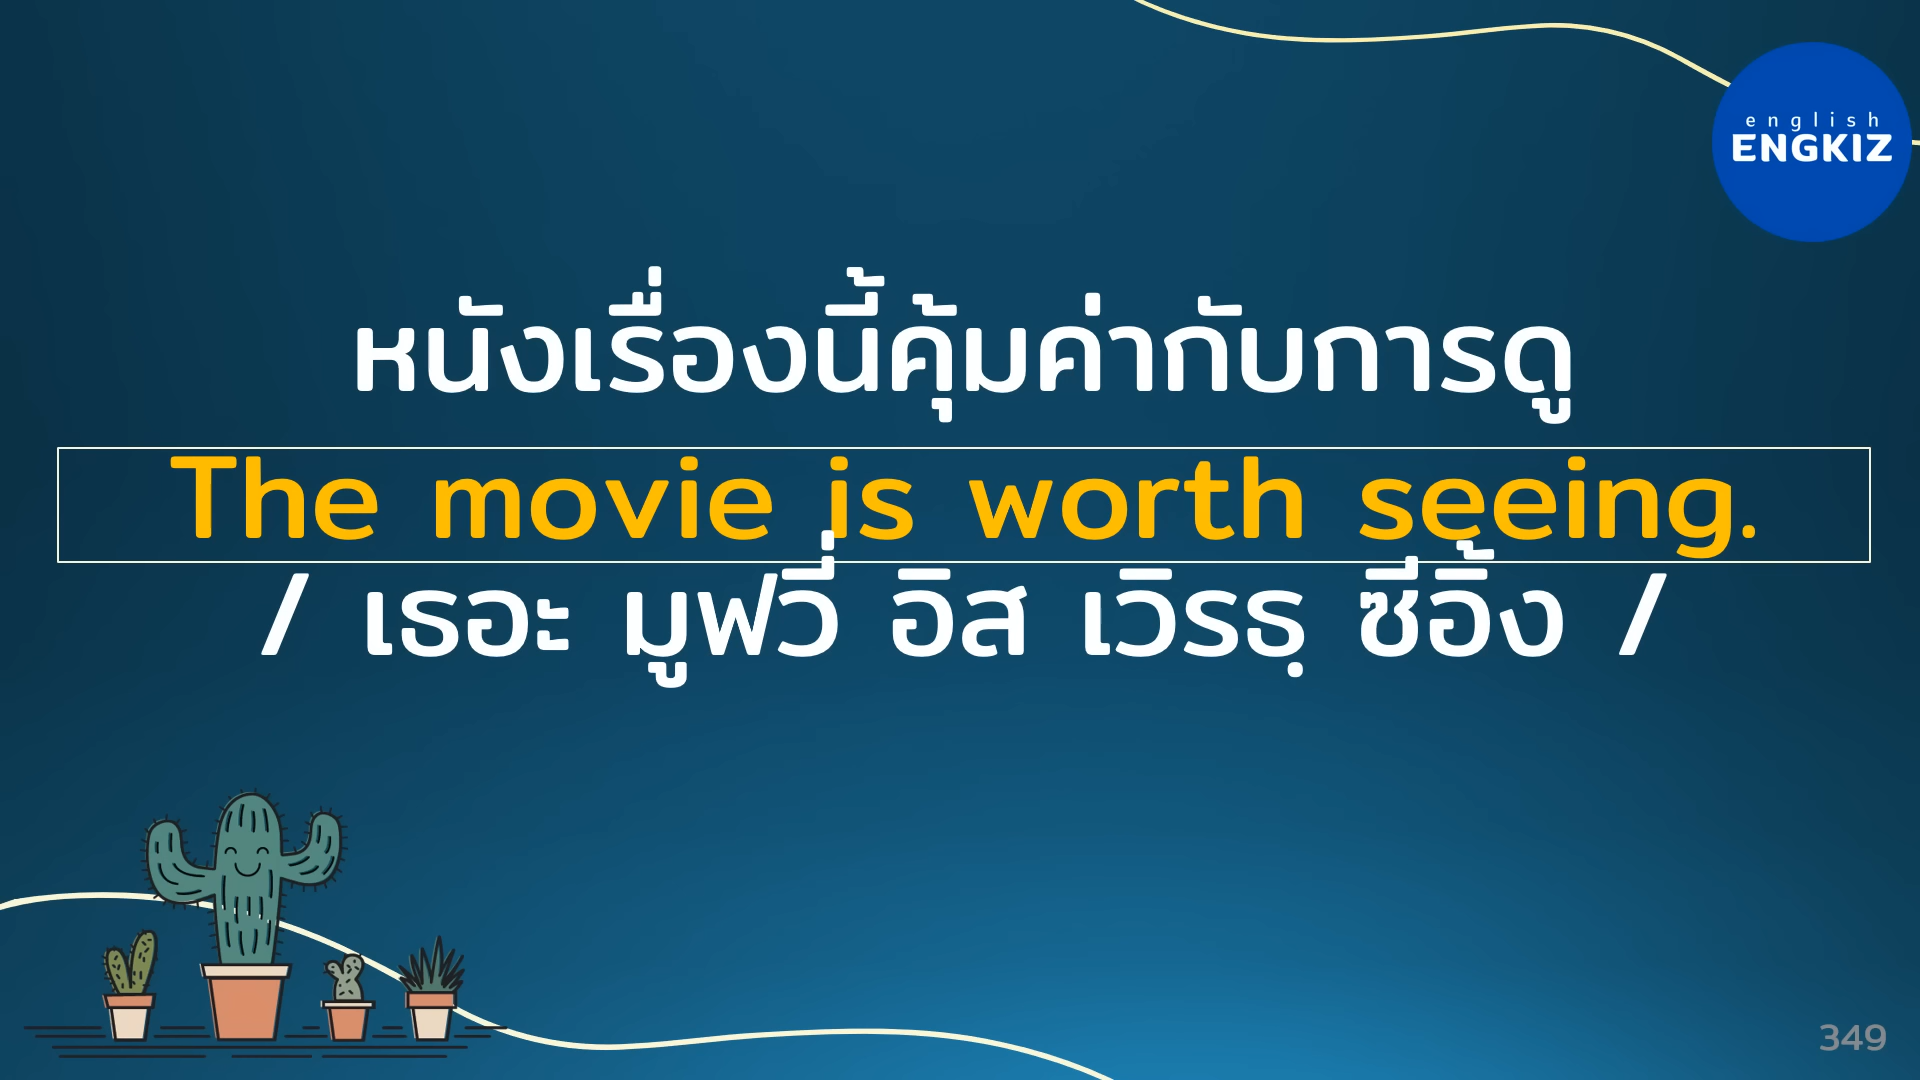 english
ENGKIZ
หนังเรื่องนี้คุ้มค่ากับการดู
The movie is worth seeing.
/ เธอะ มูฟวี่ อิส เวิรธฺ ซีอิ้ง /
349